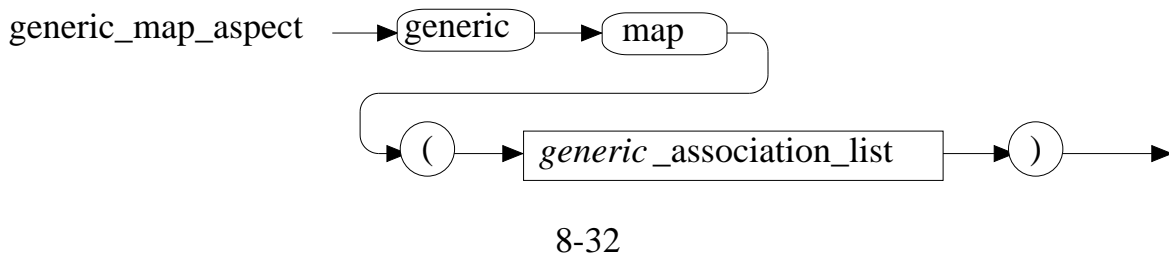 generic_map_aspect generic map
( generic _association_list )
8-32